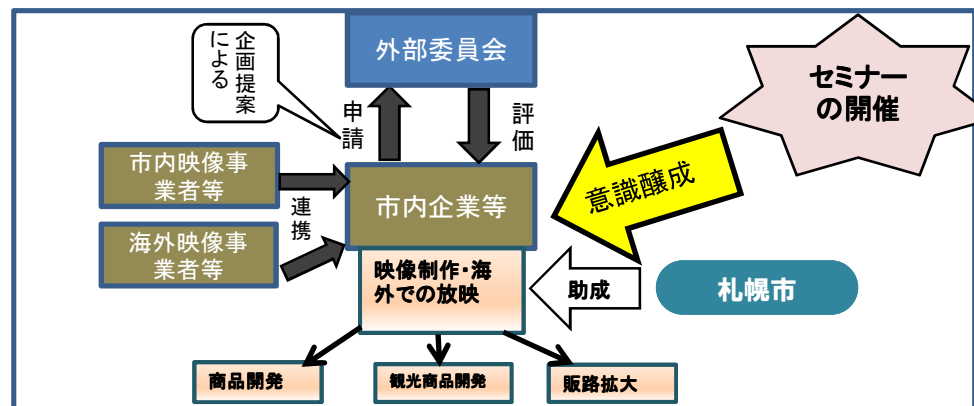 外部委員会
企画提案
による
申請
評価
セミナー
の開催
市内映像事
業者等
連携
海外映像事
業者等
市内企業等
意識醸成
映像制作・海
外での放映
助成
札幌市
商品開発
観光商品開発
販路拡大